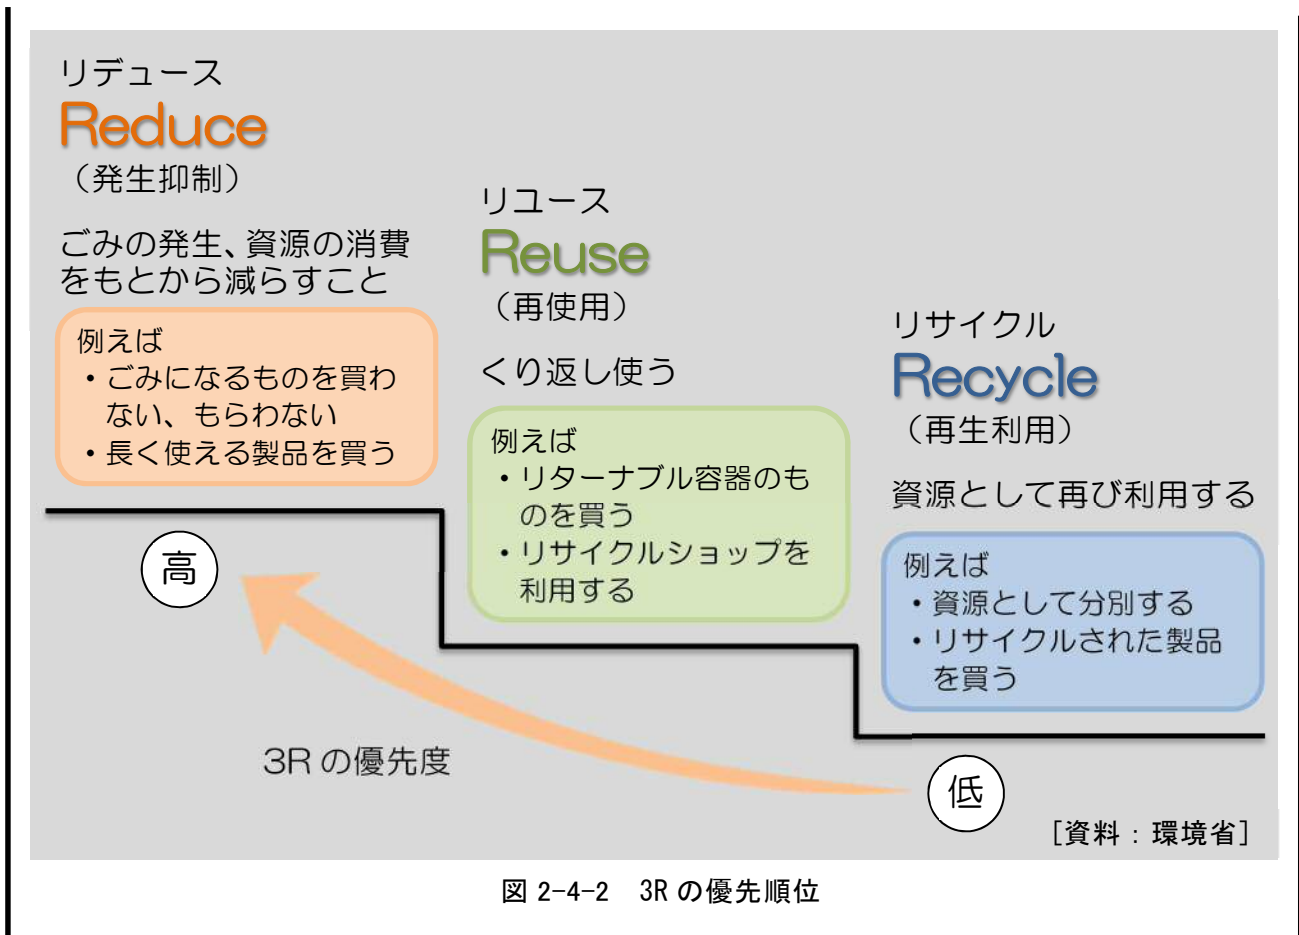 リデュース
Reduce
（発生抑制）
ごみの発生、資源の消費
をもとから減らすこと
例えば
・ごみになるものを買わ
ない、もらわない
・長く使える製品を買う
リユース
Reuse
（再使用）
くり返し使う
例えば
・リターナブル容器のも
のを買う
・リサイクルショップを
利用する
リサイクル
Recycle
（再生利用）
資源として再び利用する
例えば
・資源として分別する
・リサイクルされた製品
を買う
高
3Rの優先度
低
[資料：環境省]
図 2-4-2　3Rの優先順位